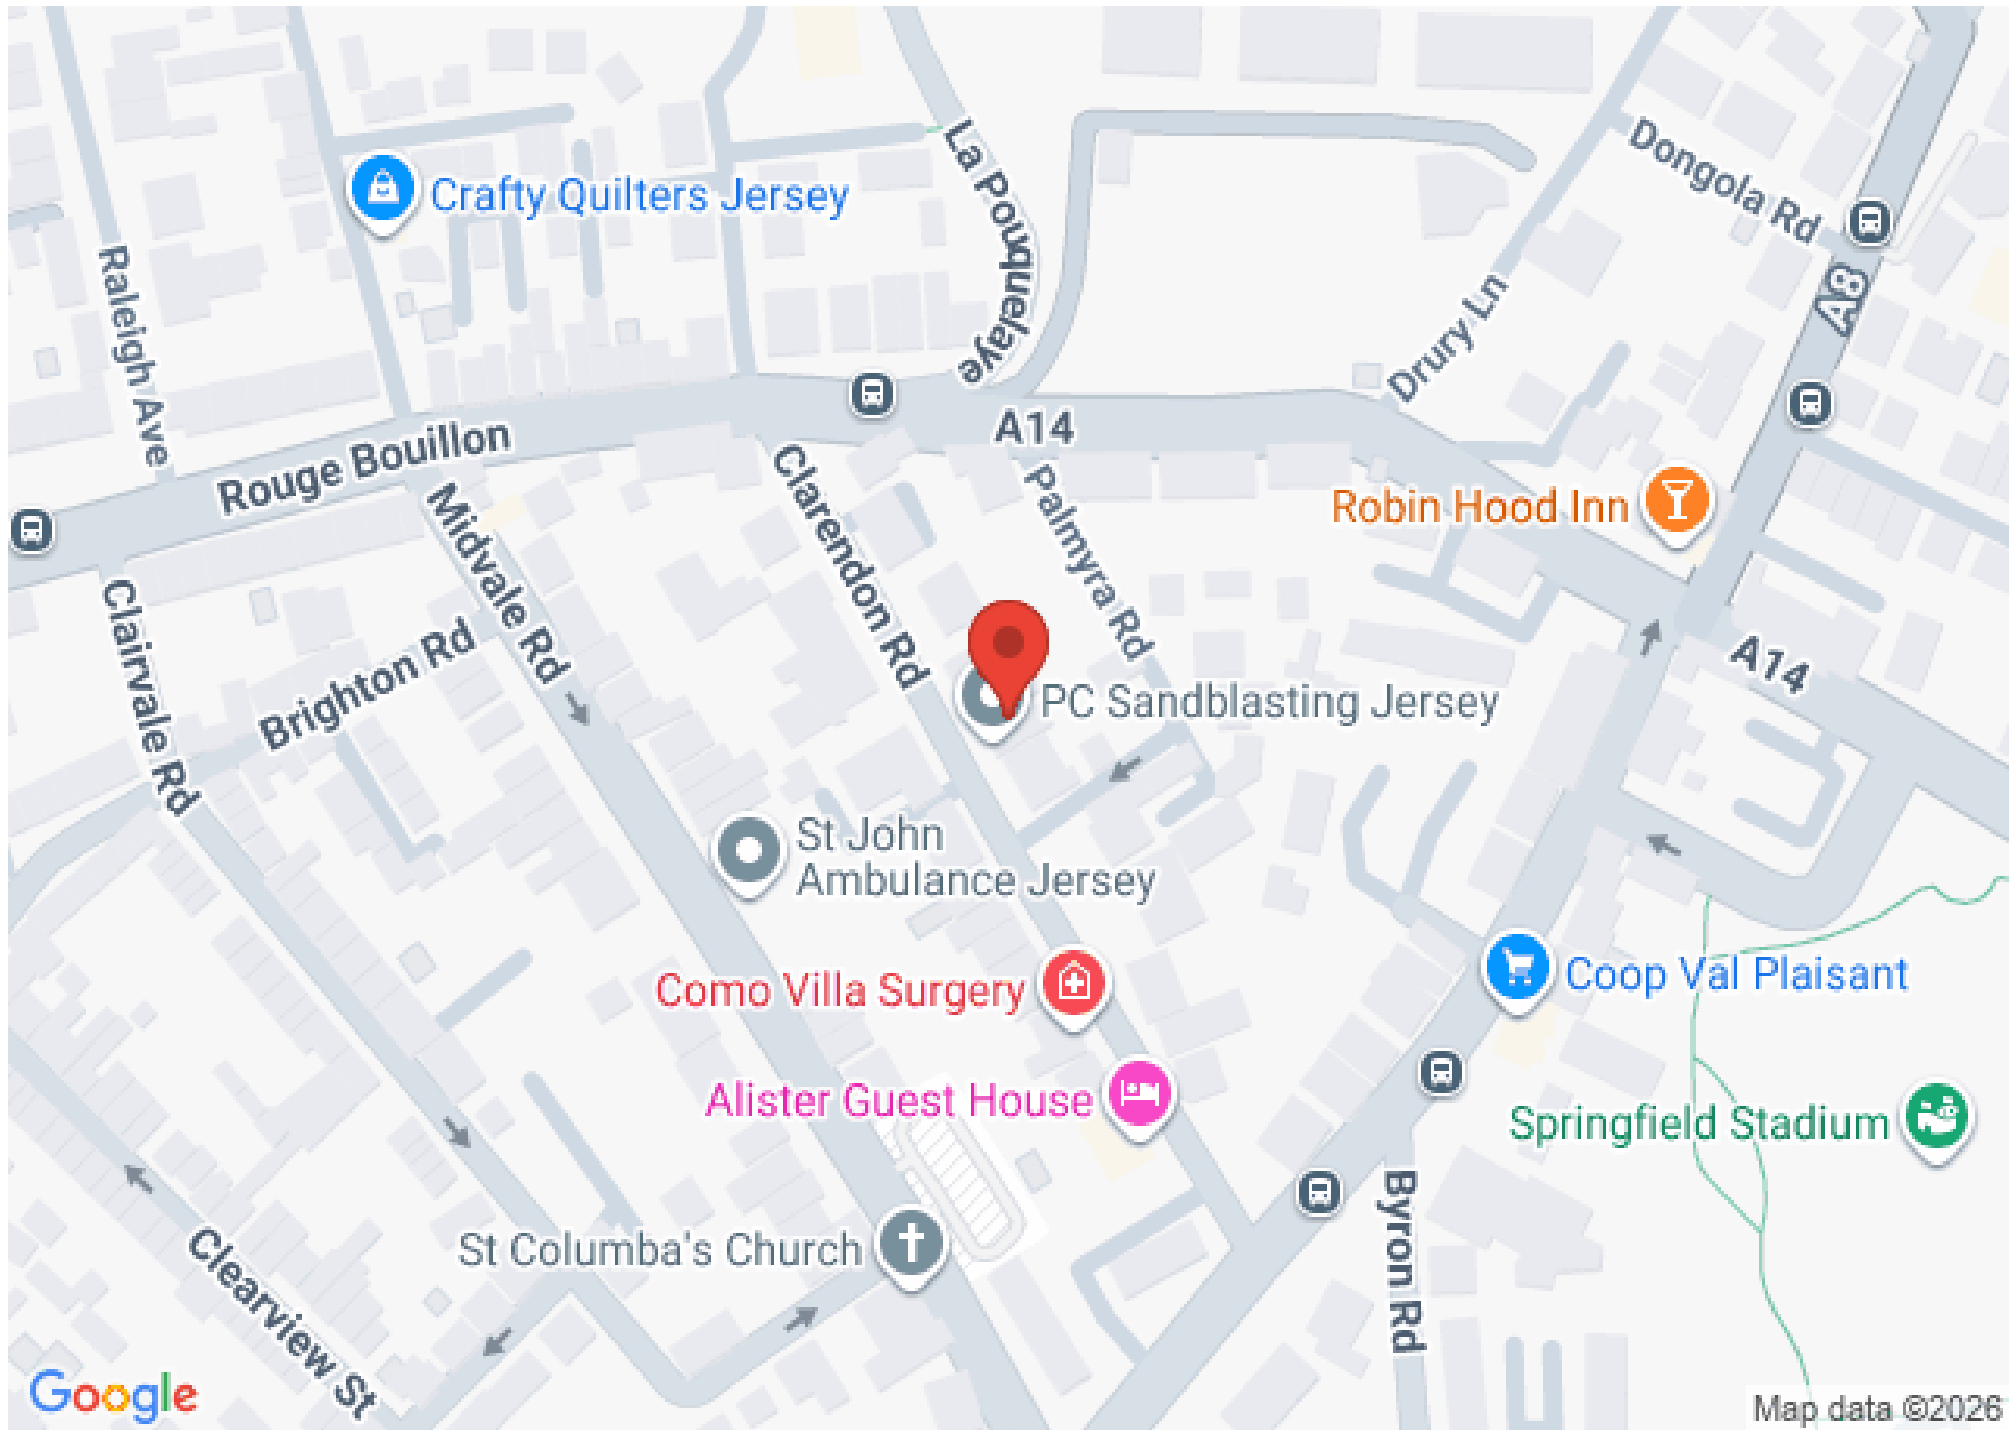 Crafty Quilters Jersey
La Pouquelaye
Dongola Rd
Raleigh Ave
A8
Drury Ln
Rouge Bouillon
A14
Midvale Rd
Clarendon Rd
Palmyra Rd
Robin Hood Inn
Clairvale Rd
Brighton Rd
PC Sandblasting Jersey
A14
St John
Ambulance Jersey
Como Villa Surgery
Coop Val Plaisant
Alister Guest House
Springfield Stadium
Byron Rd
St Columba's Church
Clearview St
Google
Map data ©2026